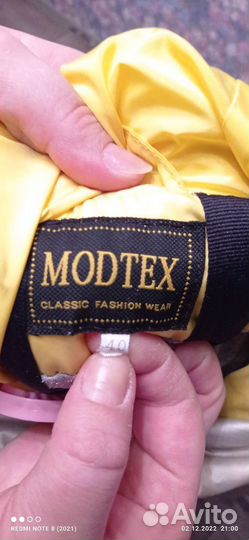 MODTEX
CLASSIC FASHION WEAR
40
REDMI NOTE 8 (2021)
02.12.2022 21:00
Avito